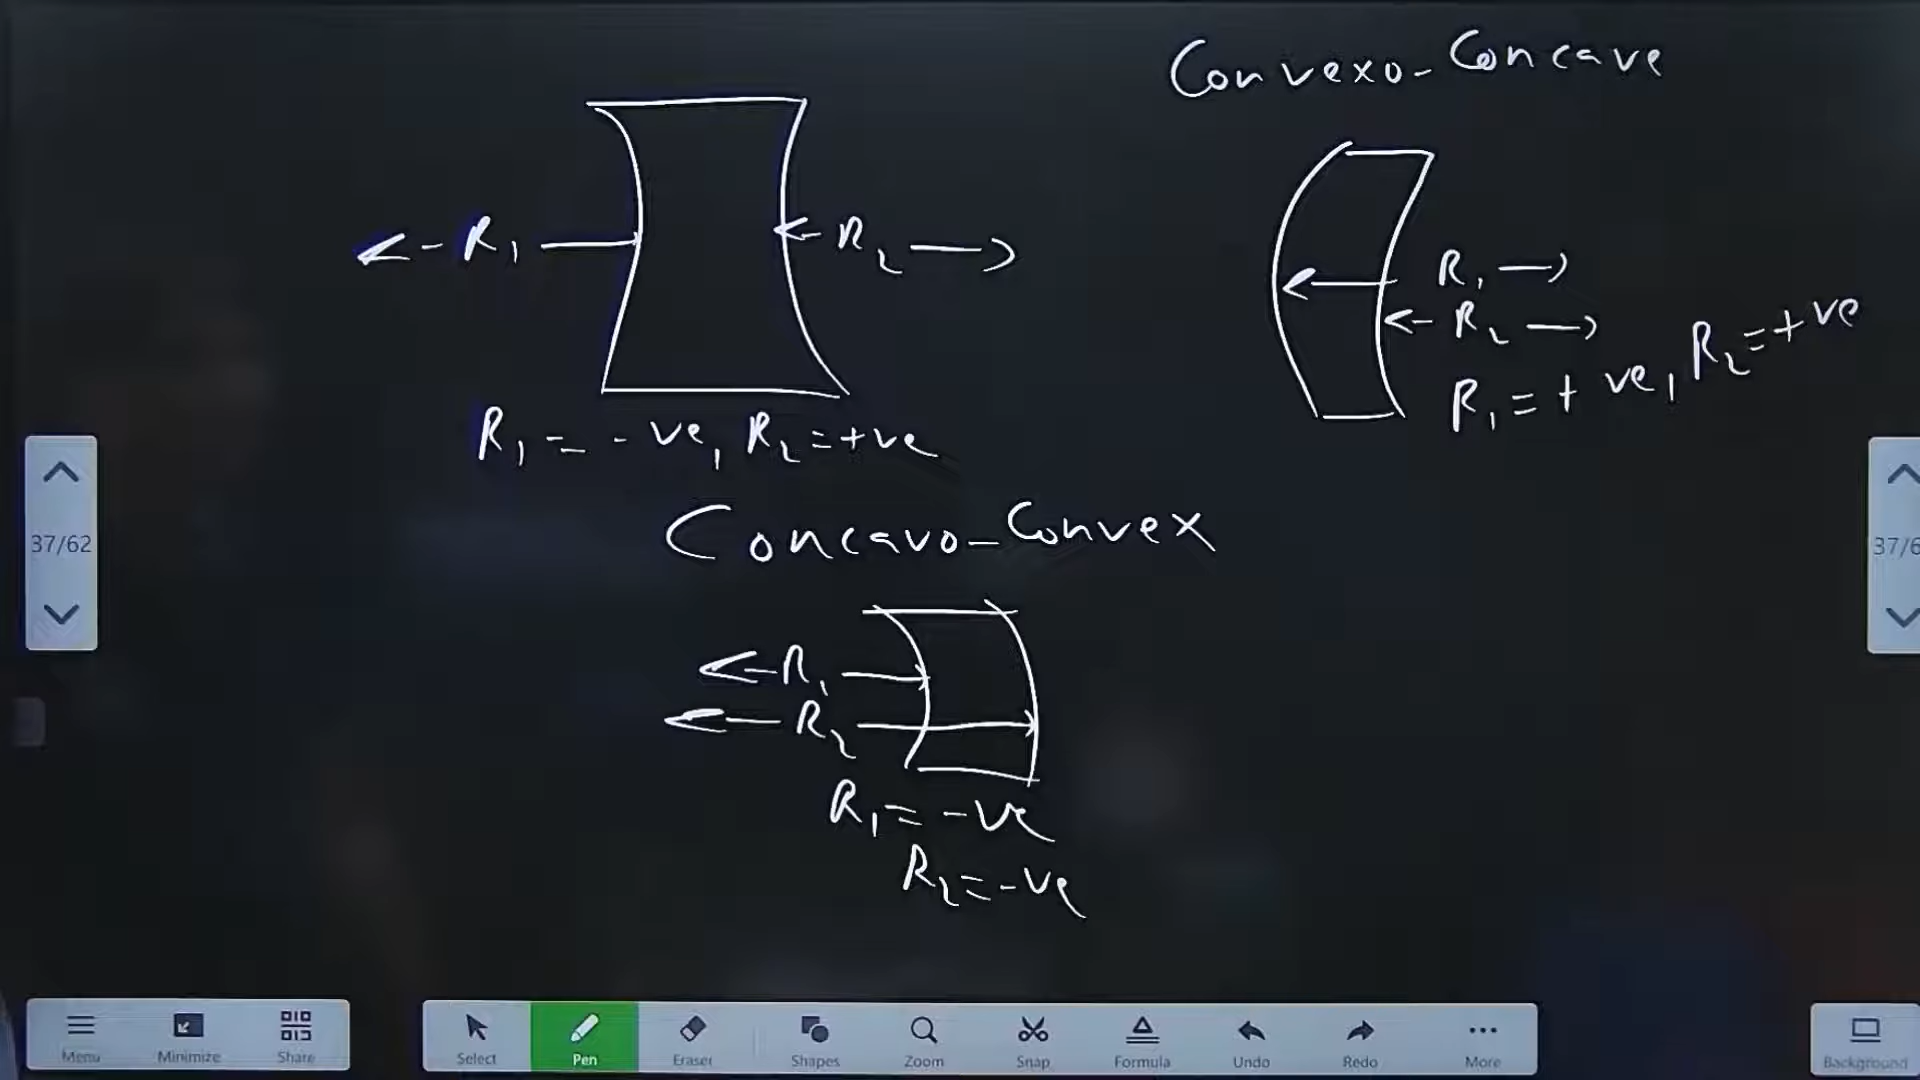 Convexo-Concave
← R₁ →
← R₂ →
R₁ = -ve, R₂ = +ve
← R₁ →
← R₂ →
R₁ = +ve, R₂ = +ve
Concavo-Convex
← R₁ →
← R₂ →
R₁ = -ve
R₂ = -ve
37/62
37/6
Menu
Minimize
Share
Select
Pen
Eraser
Shapes
Zoom
Snap
Formula
Undo
Redo
More
Background